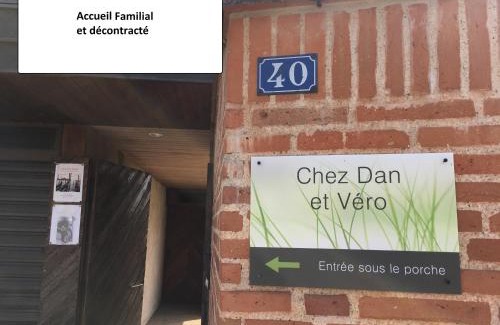 Accueil Familial
et décontracté
40
Chez Dan
et Véro
Entrée sous le porche